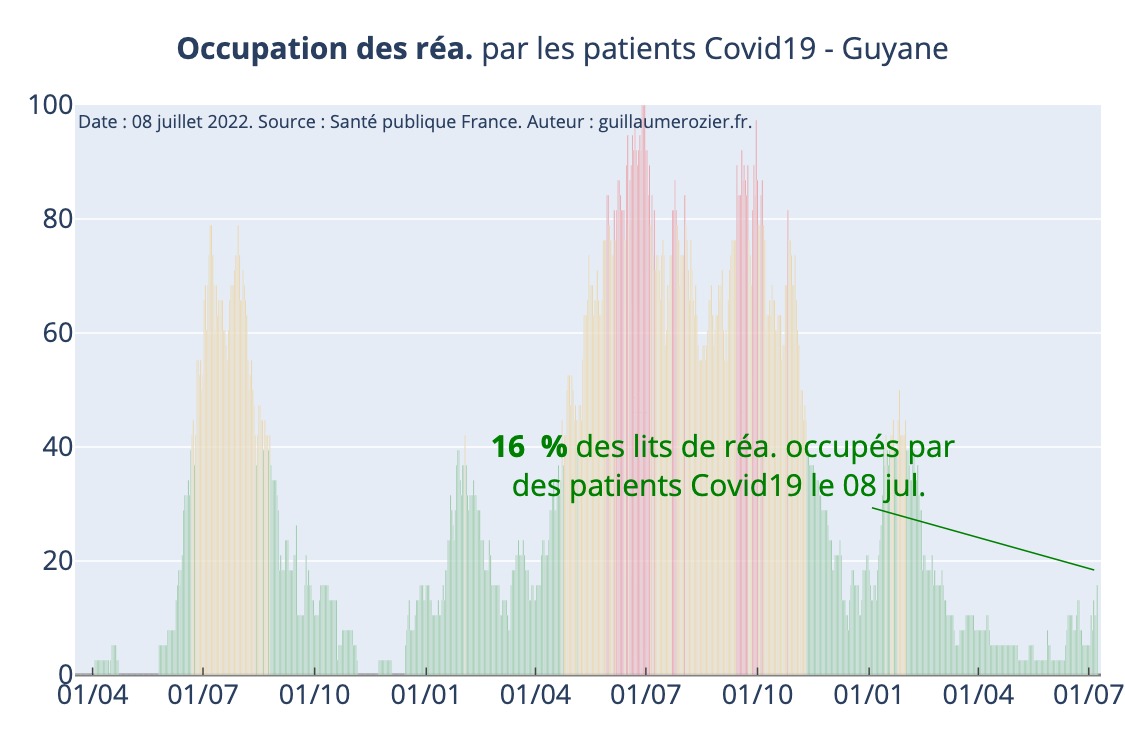 Occupation des réa. par les patients Covid19 - Guyane
100
Date : 08 juillet 2022. Source : Santé publique France. Auteur : guillaumerozier.fr.
80
60
40
16 % des lits de réa. occupés par
des patients Covid19 le 08 jul.
20
0
01/04 01/07 01/10 01/01 01/04 01/07 01/10 01/01 01/04 01/07